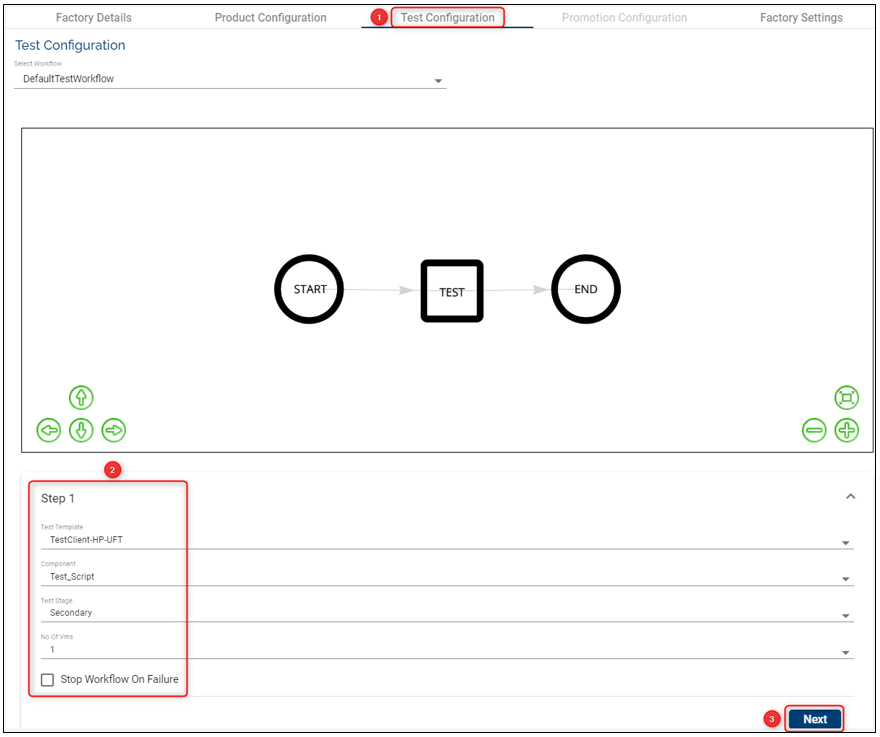 Factory Details Product Configuration 1 Test Configuration Promotion Configuration Factory Settings
Test Configuration
Select Workflow
DefaultTestWorkflow
START TEST END
2
Step 1
Test Template
TestClient-HP-UFT
Component
Test_Script
Test Stage
Secondary
No Of Vms
1
Stop Workflow On Failure
3 Next